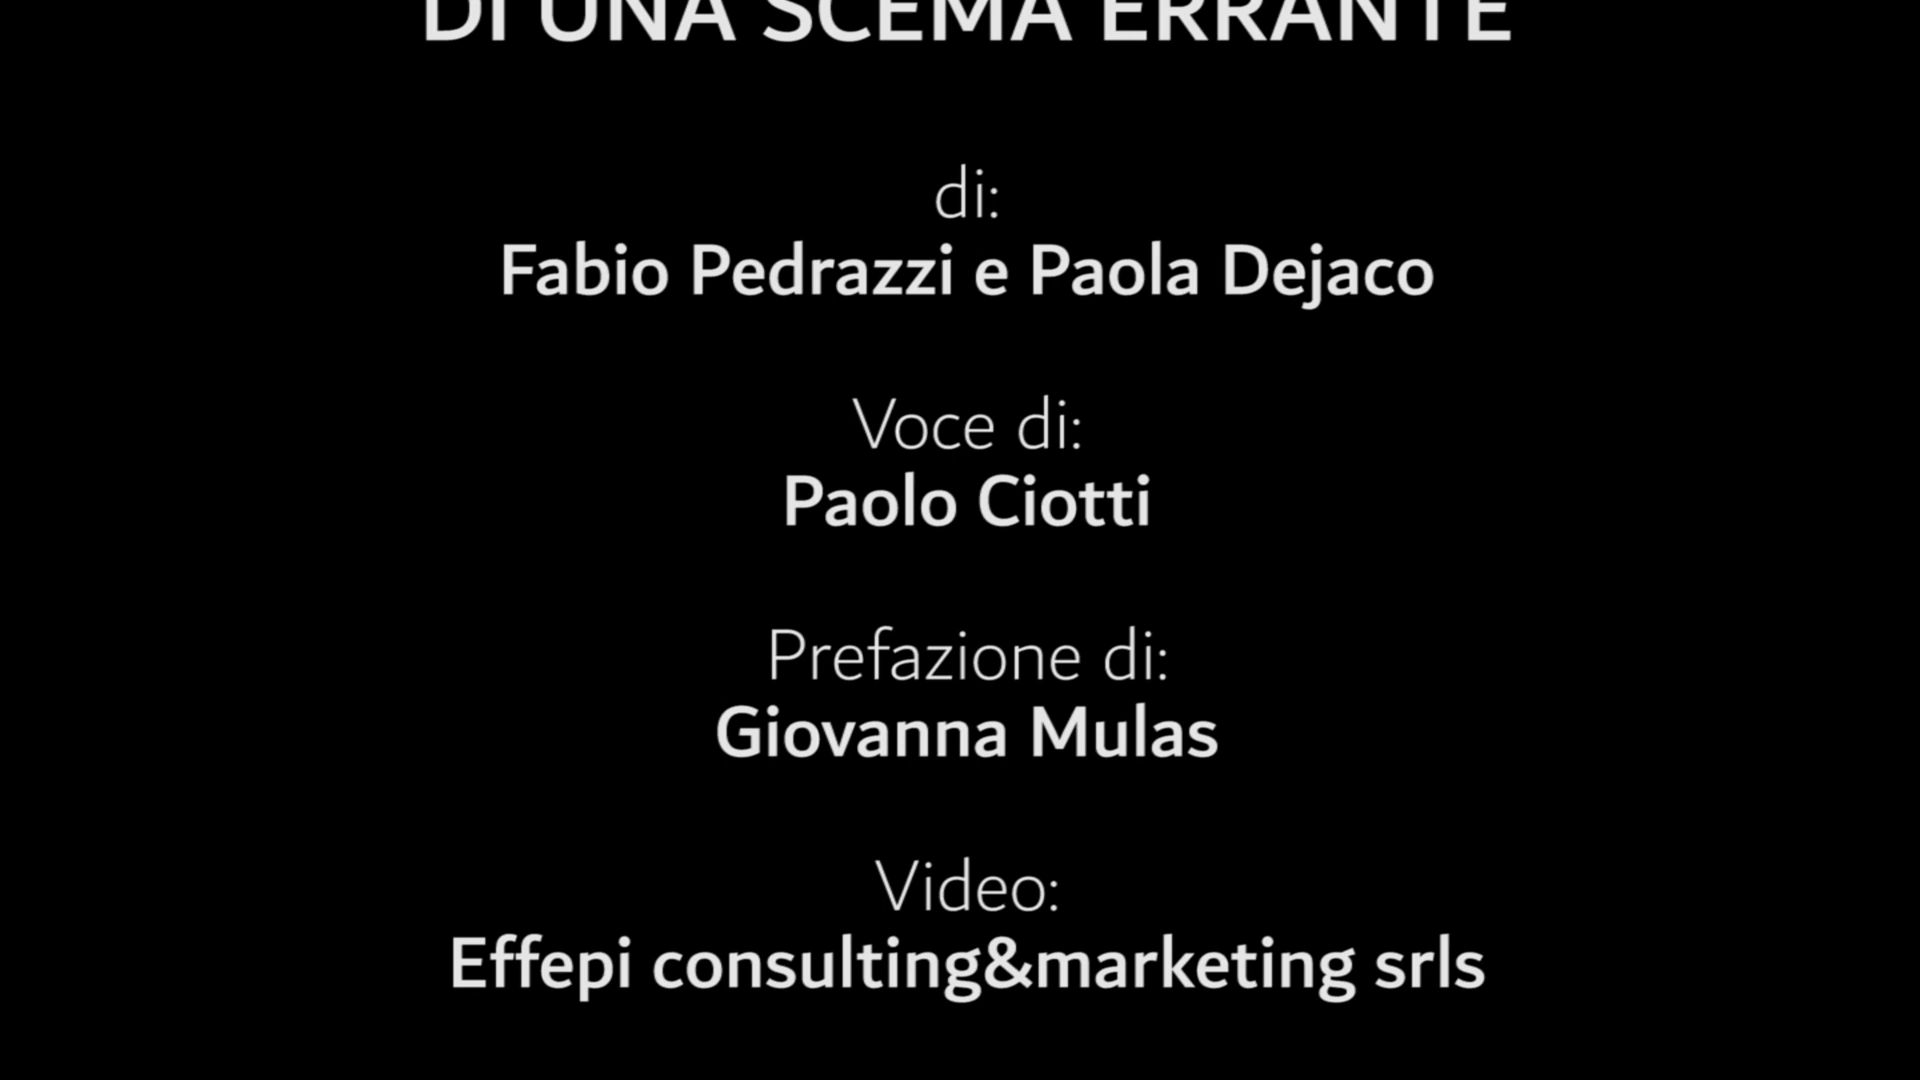 DI UNA SCEMA ERRANTE
di:
Fabio Pedrazzi e Paola Dejaco
Voce di:
Paolo Ciotti
Prefazione di:
Giovanna Mulas
Video:
Effepi consulting&marketing srls